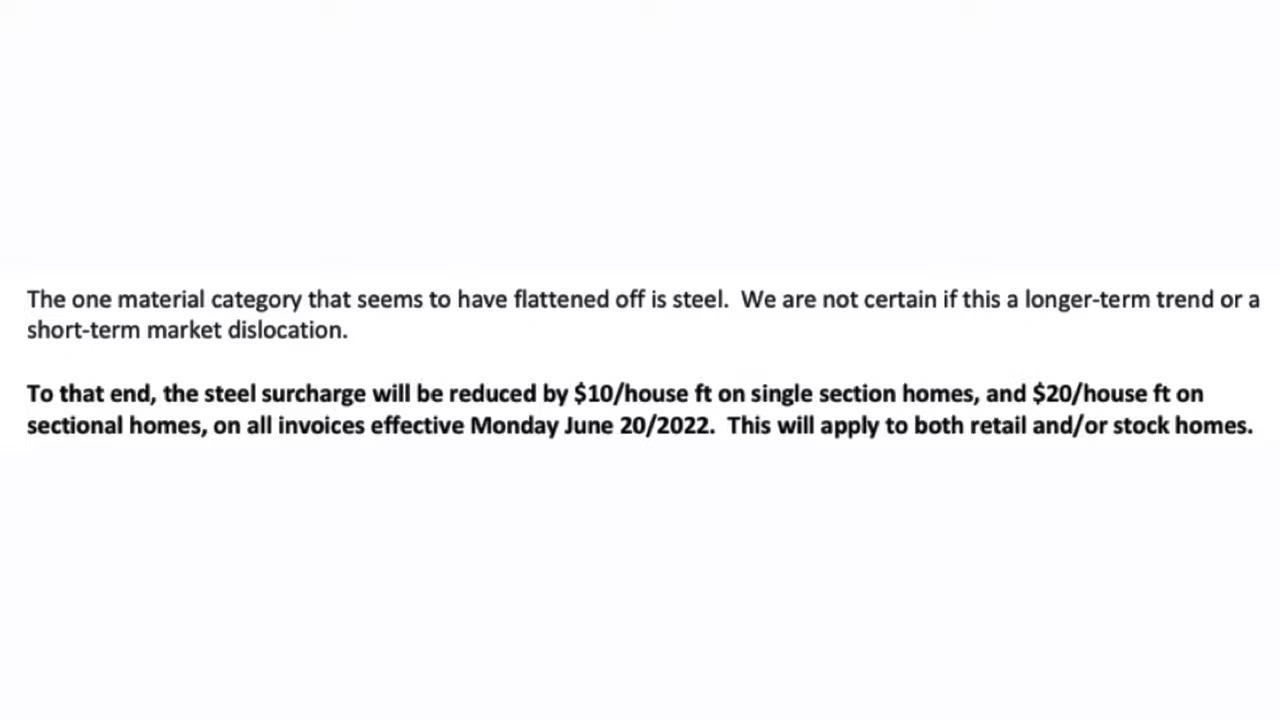 The one material category that seems to have flattened off is steel.  We are not certain if this a longer-term trend or a
short-term market dislocation.
To that end, the steel surcharge will be reduced by $10/house ft on single section homes, and $20/house ft on
sectional homes, on all invoices effective Monday June 20/2022.  This will apply to both retail and/or stock homes.